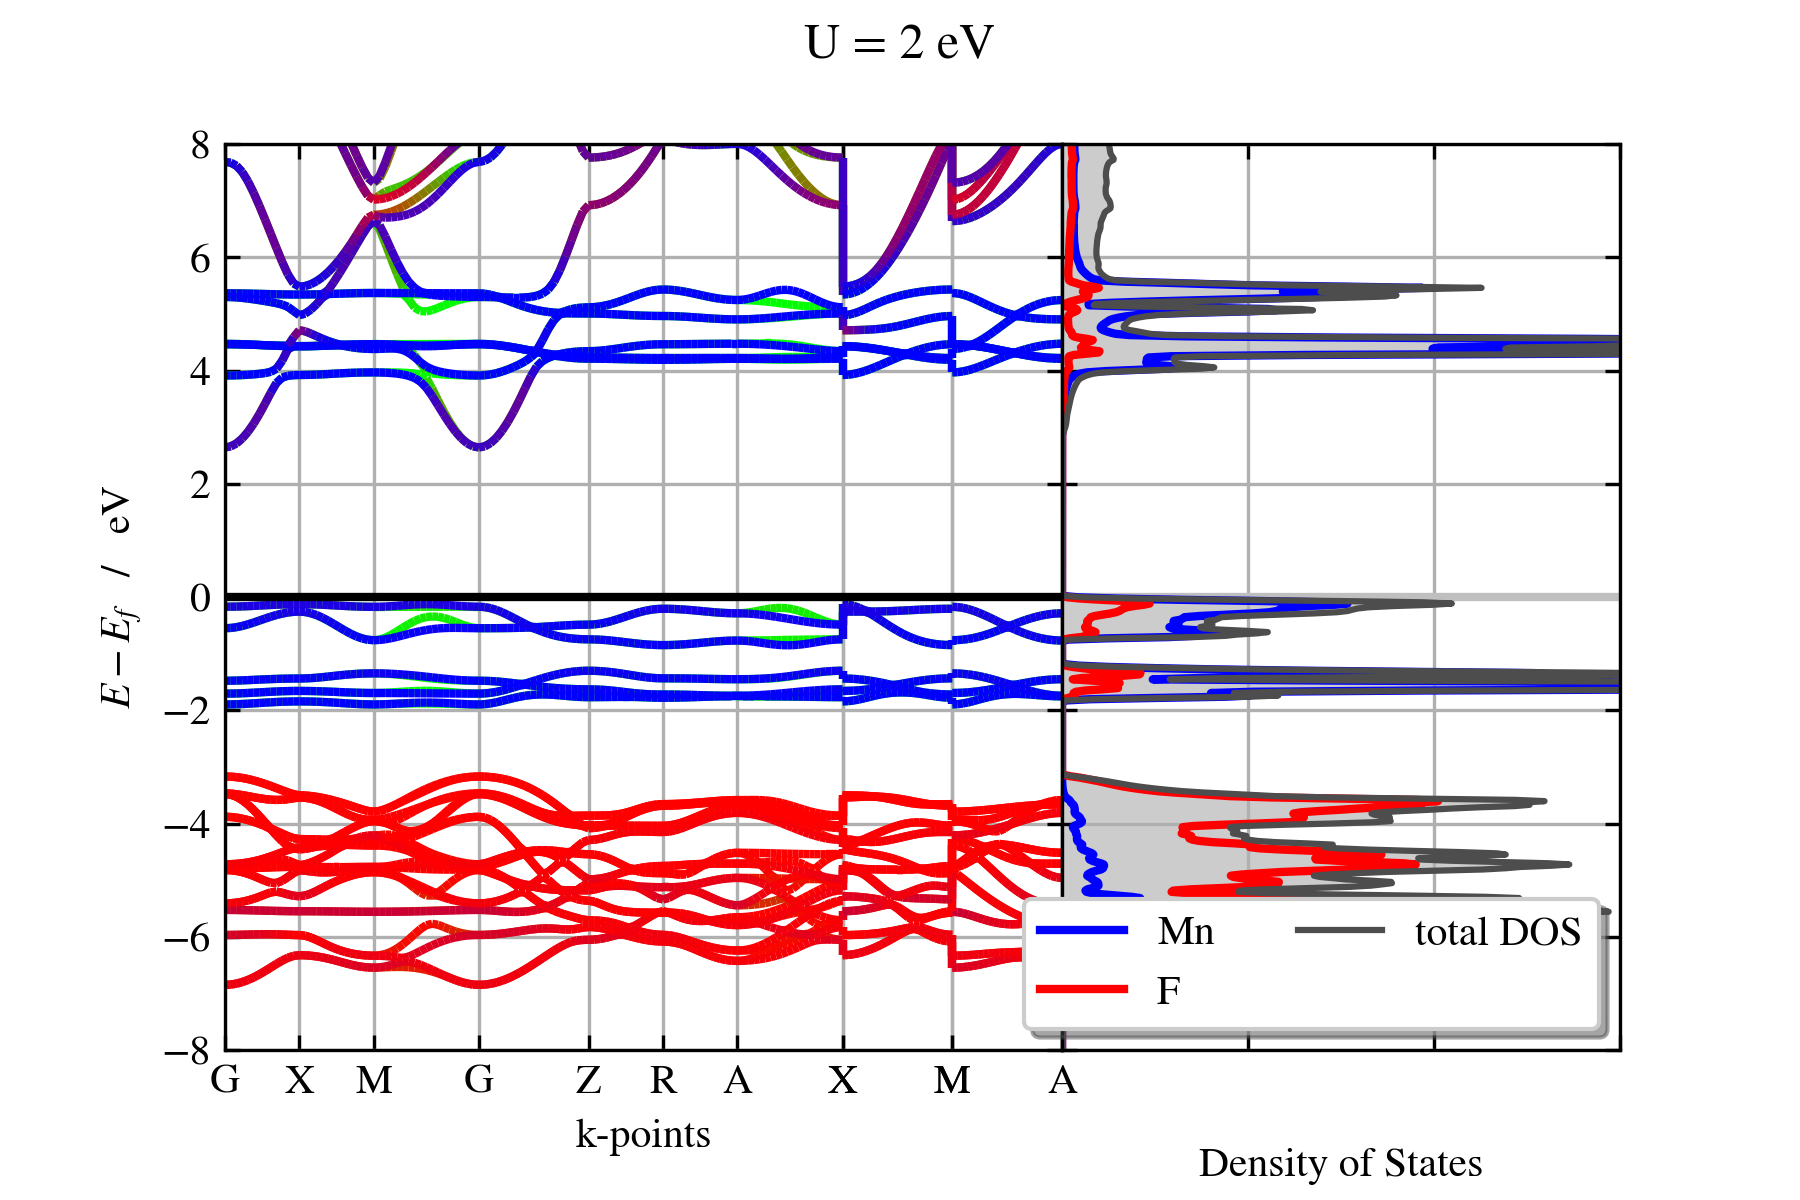 U = 2 eV
8
6
4
2
0
−2
−4
−6
−8
E − E_f / eV
G X M G Z R A X M A
k-points
Density of States
Mn
F
total DOS